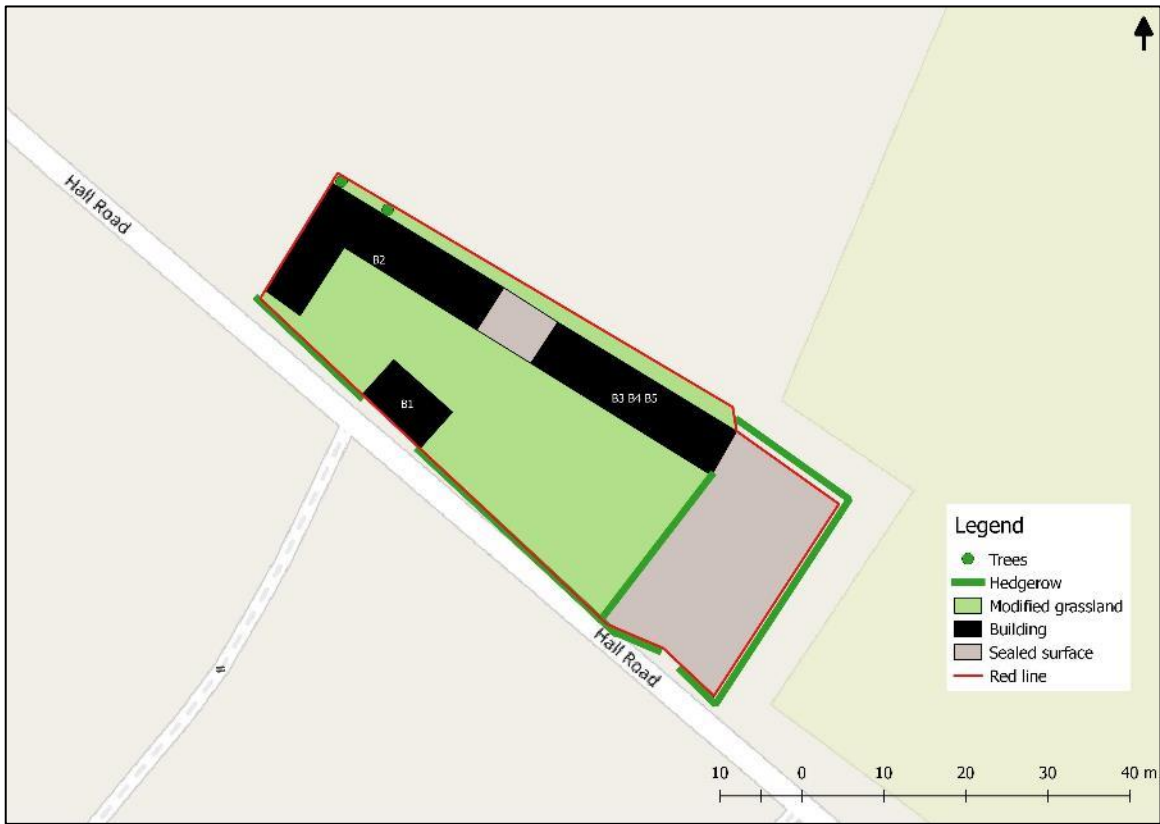 Hall Road
B2
B3 B4 B5
B1
Hall Road
Legend
Trees
Hedgerow
Modified grassland
Building
Sealed surface
Red line
10 0 10 20 30 40 m